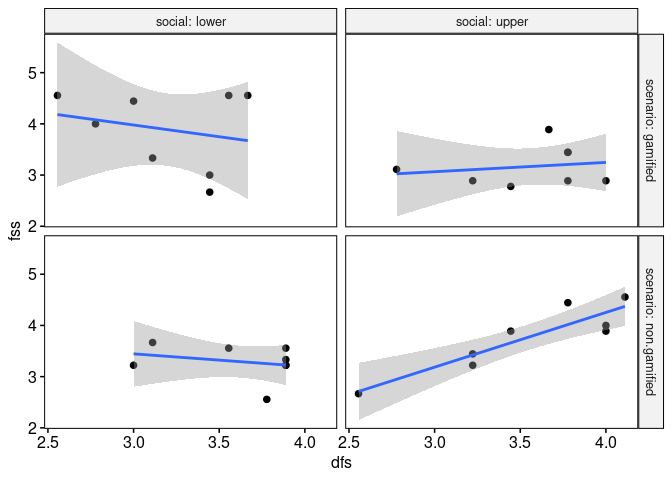 social: lower
social: upper
5
4
3
2
scenario: gamified
fss
5
4
3
2
scenario: non.gamified
2.5
3.0
3.5
4.0
2.5
3.0
3.5
4.0
dfs